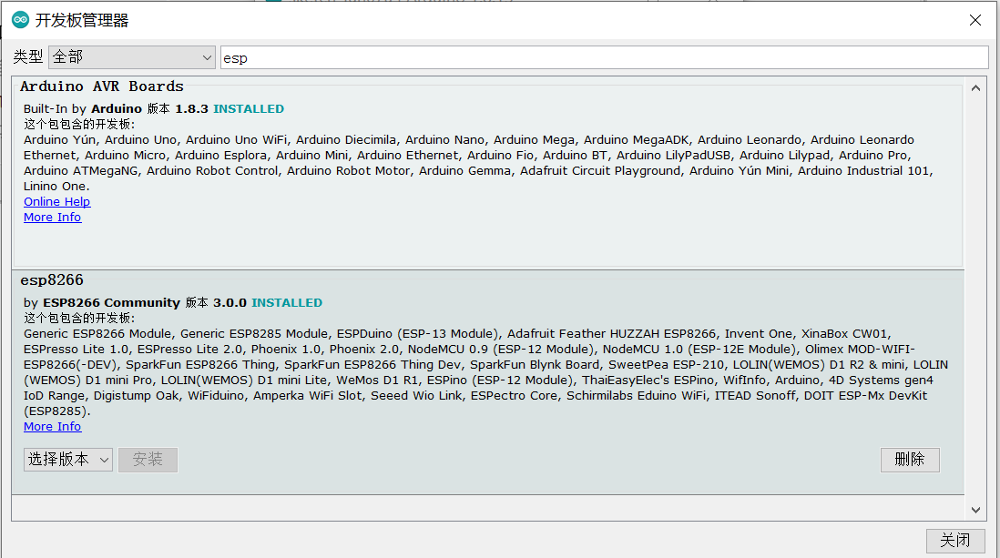 开发板管理器
类型 全部 esp
Arduino AVR Boards
Built-In by Arduino 版本 1.8.3 INSTALLED
这个包包含的开发板:
Arduino Yún, Arduino Uno, Arduino Uno WiFi, Arduino Diecimila, Arduino Nano, Arduino Mega, Arduino MegaADK, Arduino Leonardo, Arduino Leonardo
Ethernet, Arduino Micro, Arduino Esplora, Arduino Mini, Arduino Ethernet, Arduino Fio, Arduino BT, Arduino LilyPadUSB, Arduino Lilypad, Arduino Pro,
Arduino ATMegaNG, Arduino Robot Control, Arduino Robot Motor, Arduino Gemma, Adafruit Circuit Playground, Arduino Yún Mini, Arduino Industrial 101,
Linino One.
Online Help
More Info
esp8266
by ESP8266 Community 版本 3.0.0 INSTALLED
这个包包含的开发板:
Generic ESP8266 Module, Generic ESP8285 Module, ESPDuino (ESP-13 Module), Adafruit Feather HUZZAH ESP8266, Invent One, XinaBox CW01,
ESPresso Lite 1.0, ESPresso Lite 2.0, Phoenix 1.0, Phoenix 2.0, NodeMCU 0.9 (ESP-12 Module), NodeMCU 1.0 (ESP-12E Module), Olimex MOD-WIFI-
ESP8266(-DEV), SparkFun ESP8266 Thing, SparkFun ESP8266 Thing Dev, SparkFun Blynk Board, SweetPea ESP-210, LOLIN(WEMOS) D1 R2 & mini, LOLIN
(WEMOS) D1 mini Pro, LOLIN(WEMOS) D1 mini Lite, WeMos D1 R1, ESPino (ESP-12 Module), ThaiEasyElec's ESPino, WifInfo, Arduino, 4D Systems gen4
IoD Range, Digistump Oak, WiFiduino, Amperka WiFi Slot, Seeed Wio Link, ESPectro Core, Schirmilabs Eduino WiFi, ITEAD Sonoff, DOIT ESP-Mx DevKit
(ESP8285).
More Info
选择版本 安装 删除
关闭